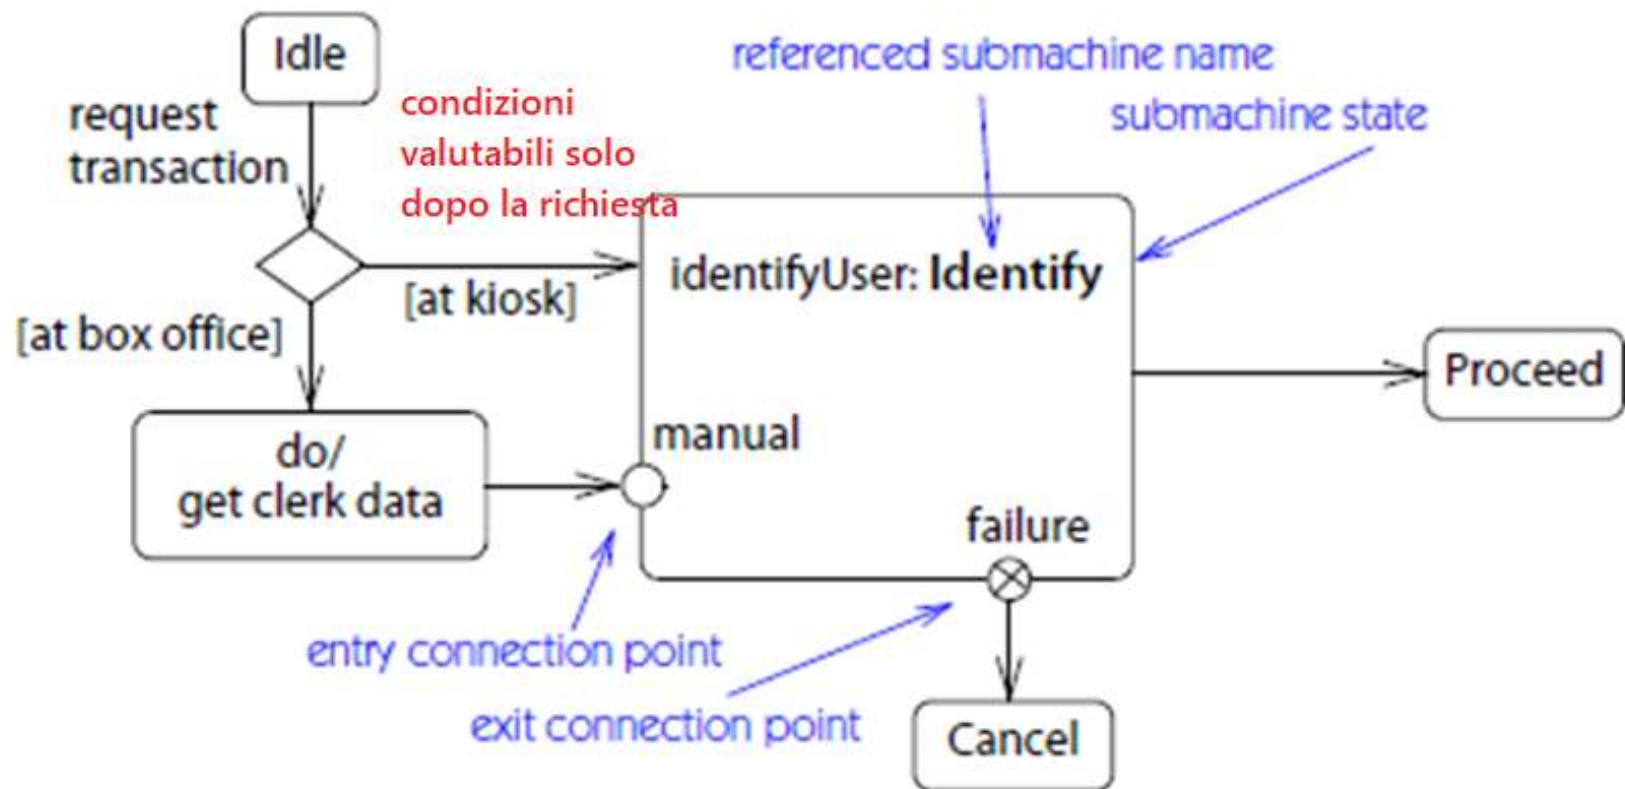 Idle
referenced submachine name
submachine state
request
transaction
condizioni
valutabili solo
dopo la richiesta
identifyUser: Identify
[at kiosk]
[at box office]
Proceed
manual
do/
get clerk data
failure
entry connection point
exit connection point
Cancel